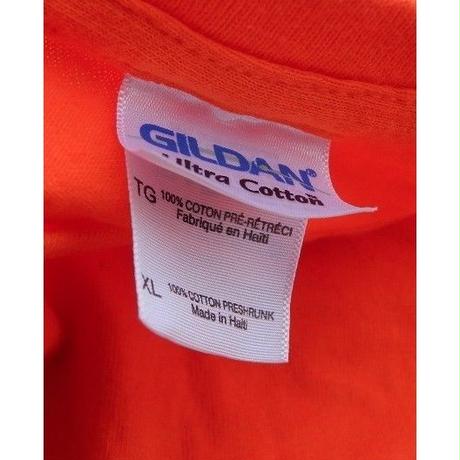 GILDAN®
Ultra Cotton
TG 100% COTON PRÉ-RÉTRÉCI
Fabriqué en Haïti
XL 100% COTTON PRESHRUNK
Made in Haiti